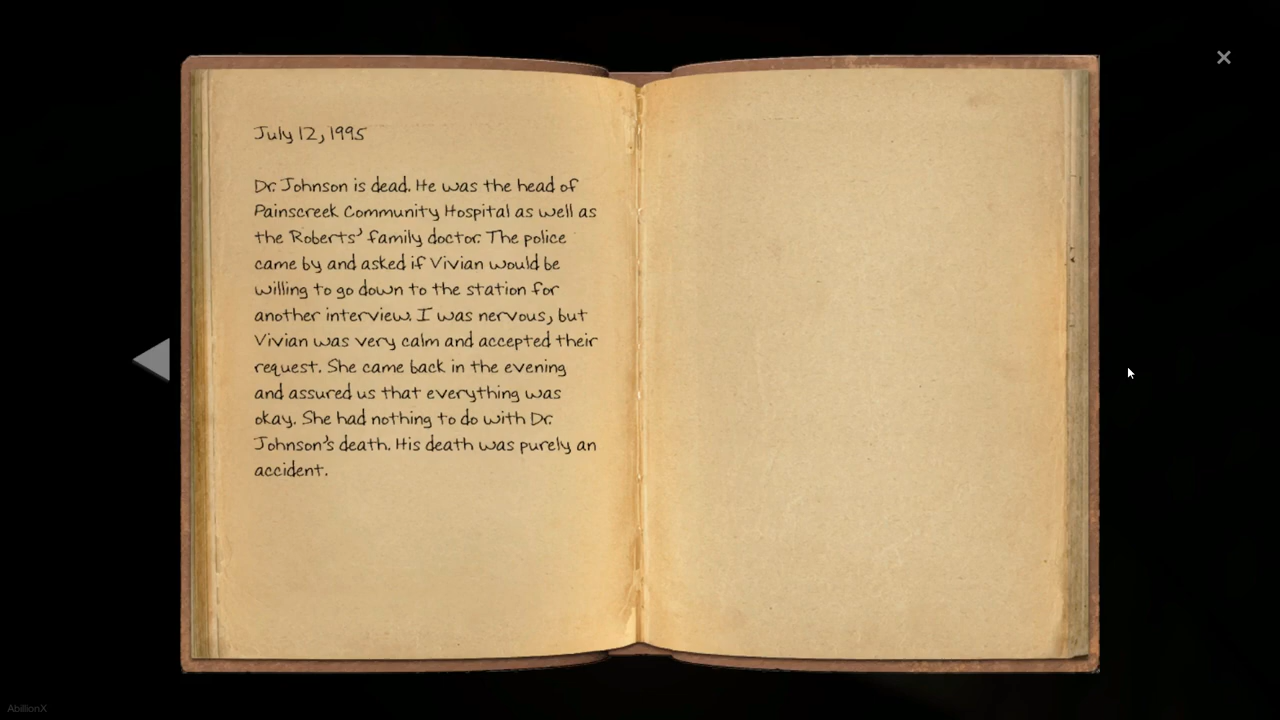 July 12, 1995
Dr. Johnson is dead. He was the head of
Painscreek Community Hospital as well as
the Roberts' family doctor. The police
came by and asked if Vivian would be
willing to go down to the station for
another interview. I was nervous, but
Vivian was very calm and accepted their
request. She came back in the evening
and assured us that everything was
okay. She had nothing to do with Dr.
Johnson's death. His death was purely an
accident.
AbillionX